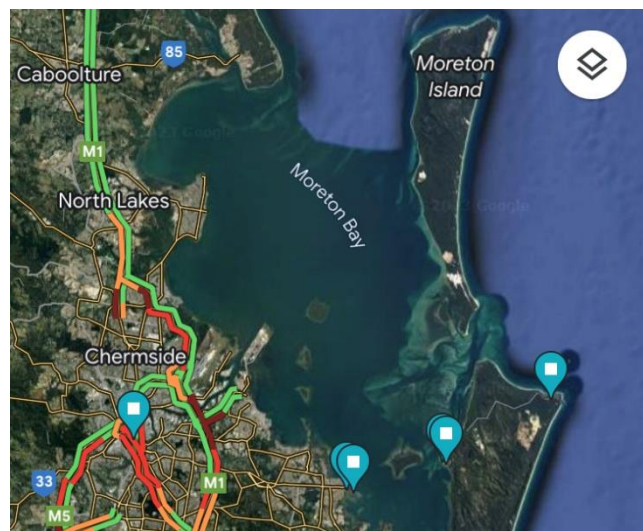 85
Caboolture
Moreton
Island
M1
Moreton Bay
North Lakes
Chermside
33
M1
M5